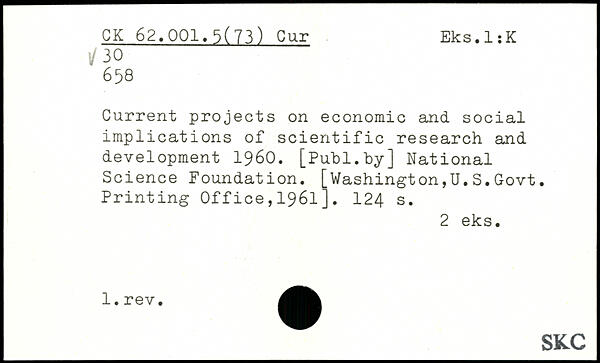 CK 62.001.5(73) Cur Eks.1:K
30
658
Current projects on economic and social
implications of scientific research and
development 1960. [Publ.by] National
Science Foundation. [Washington,U.S.Govt.
Printing Office,1961]. 124 s.
2 eks.
1.rev.
SKC